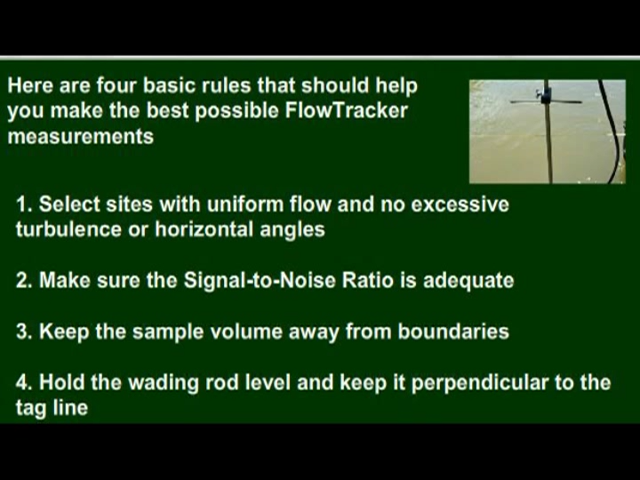 Here are four basic rules that should help
you make the best possible FlowTracker
measurements
1. Select sites with uniform flow and no excessive
turbulence or horizontal angles
2. Make sure the Signal-to-Noise Ratio is adequate
3. Keep the sample volume away from boundaries
4. Hold the wading rod level and keep it perpendicular to the
tag line